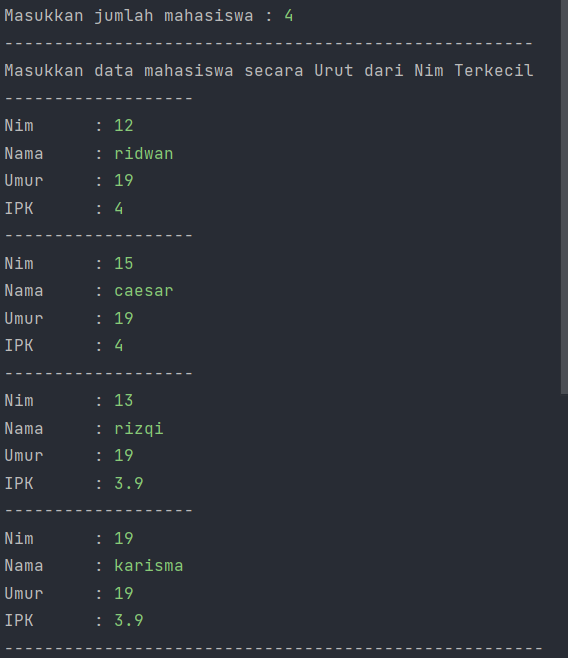 Masukkan jumlah mahasiswa : 4
-----------------------------------------------------
Masukkan data mahasiswa secara Urut dari Nim Terkecil
-------------------
Nim      : 12
Nama     : ridwan
Umur     : 19
IPK      : 4
-------------------
Nim      : 15
Nama     : caesar
Umur     : 19
IPK      : 4
-------------------
Nim      : 13
Nama     : rizqi
Umur     : 19
IPK      : 3.9
-------------------
Nim      : 19
Nama     : karisma
Umur     : 19
IPK      : 3.9
------------------------------------------------------